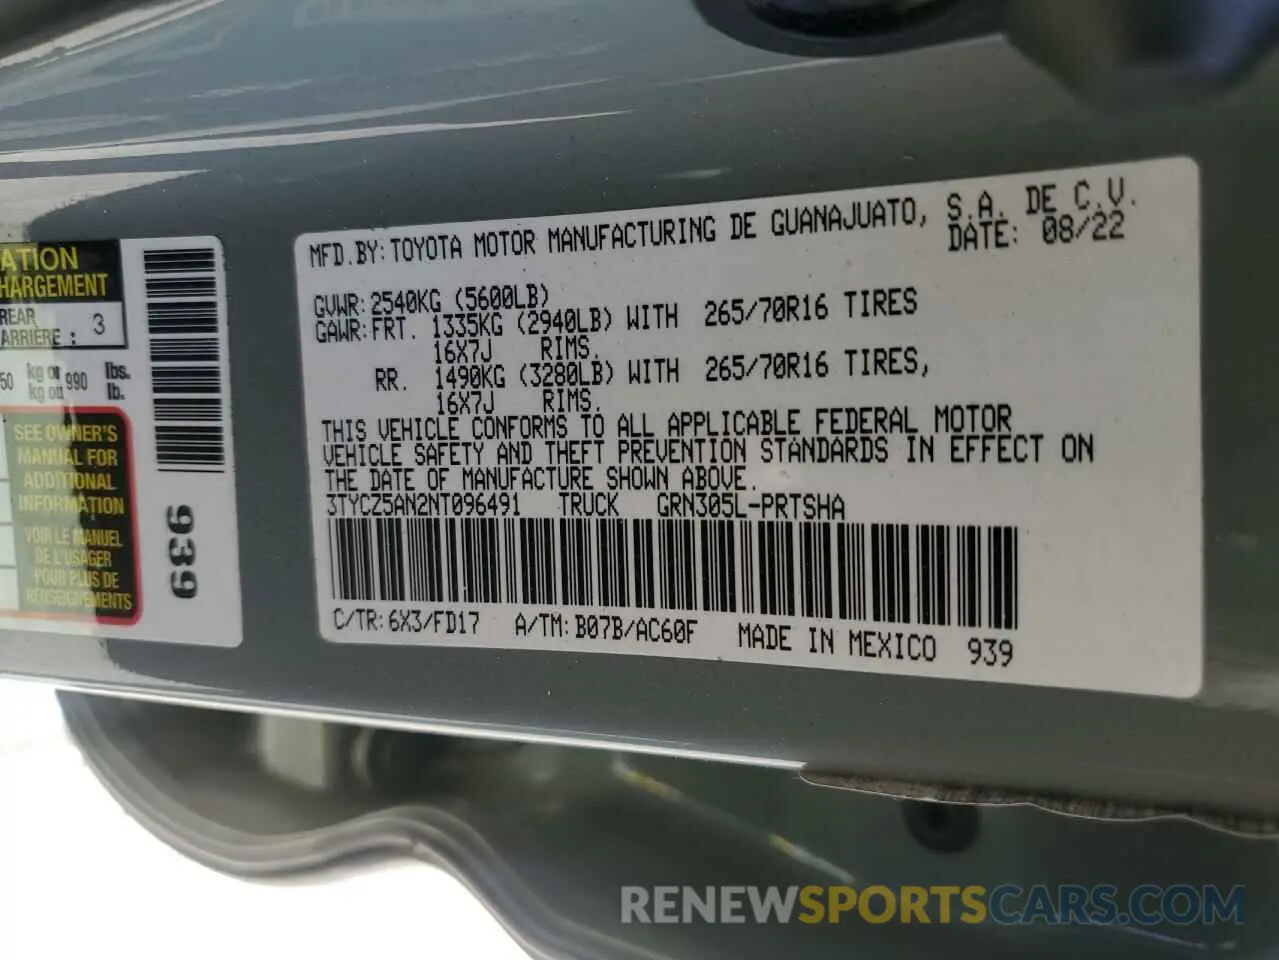 ATION
HARGEMENT
REAR
ARRIÈRE : 3
50 kg or 990 lbs.
kg ou lb.
SEE OWNER'S
MANUAL FOR
ADDITIONAL
INFORMATION
VOIR LE MANUEL
DE L'USAGER
POUR PLUS DE
RENSEIGNEMENTS
939
MFD. BY: TOYOTA MOTOR MANUFACTURING DE GUANAJUATO, S.A. DE C.V.
DATE: 08/22
GVWR: 2540KG (5600LB)
GAWR: FRT. 1335KG (2940LB) WITH 265/70R16 TIRES
16X7J RIMS.
RR. 1490KG (3280LB) WITH 265/70R16 TIRES,
16X7J RIMS.
THIS VEHICLE CONFORMS TO ALL APPLICABLE FEDERAL MOTOR
VEHICLE SAFETY AND THEFT PREVENTION STANDARDS IN EFFECT ON
THE DATE OF MANUFACTURE SHOWN ABOVE.
3TYCZ5AN2NT096491 TRUCK GRN305L-PRTSHA
C/TR: 6X3/FD17 A/TM: B07B/AC60F MADE IN MEXICO 939
RENEWSPORTSCARS.COM